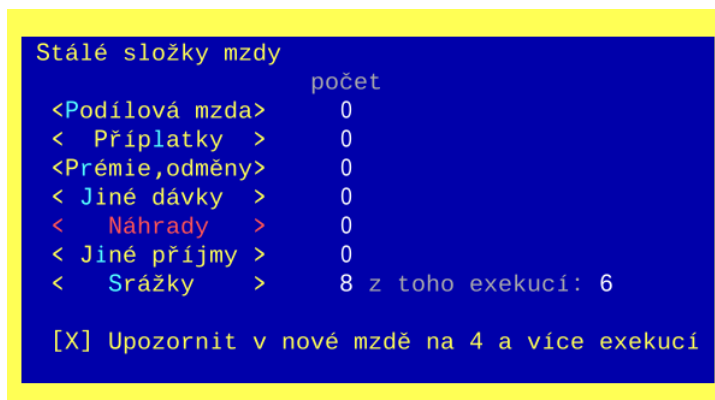 Stálé složky mzdy
počet
<Podílová mzda> 0
< Příplatky > 0
<Prémie,odměny> 0
< Jiné dávky > 0
< Náhrady > 0
< Jiné příjmy > 0
< Srážky > 8 z toho exekucí: 6
[X] Upozornit v nové mzdě na 4 a více exekucí